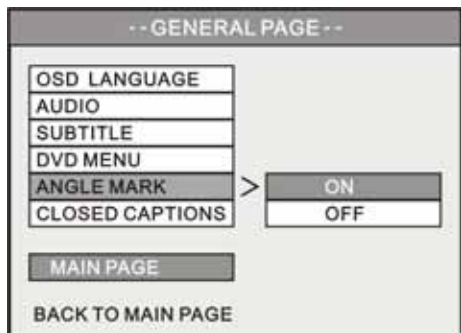 --GENERAL PAGE--
OSD LANGUAGE
AUDIO
SUBTITLE
DVD MENU
ANGLE MARK > ON
CLOSED CAPTIONS OFF
MAIN PAGE
BACK TO MAIN PAGE